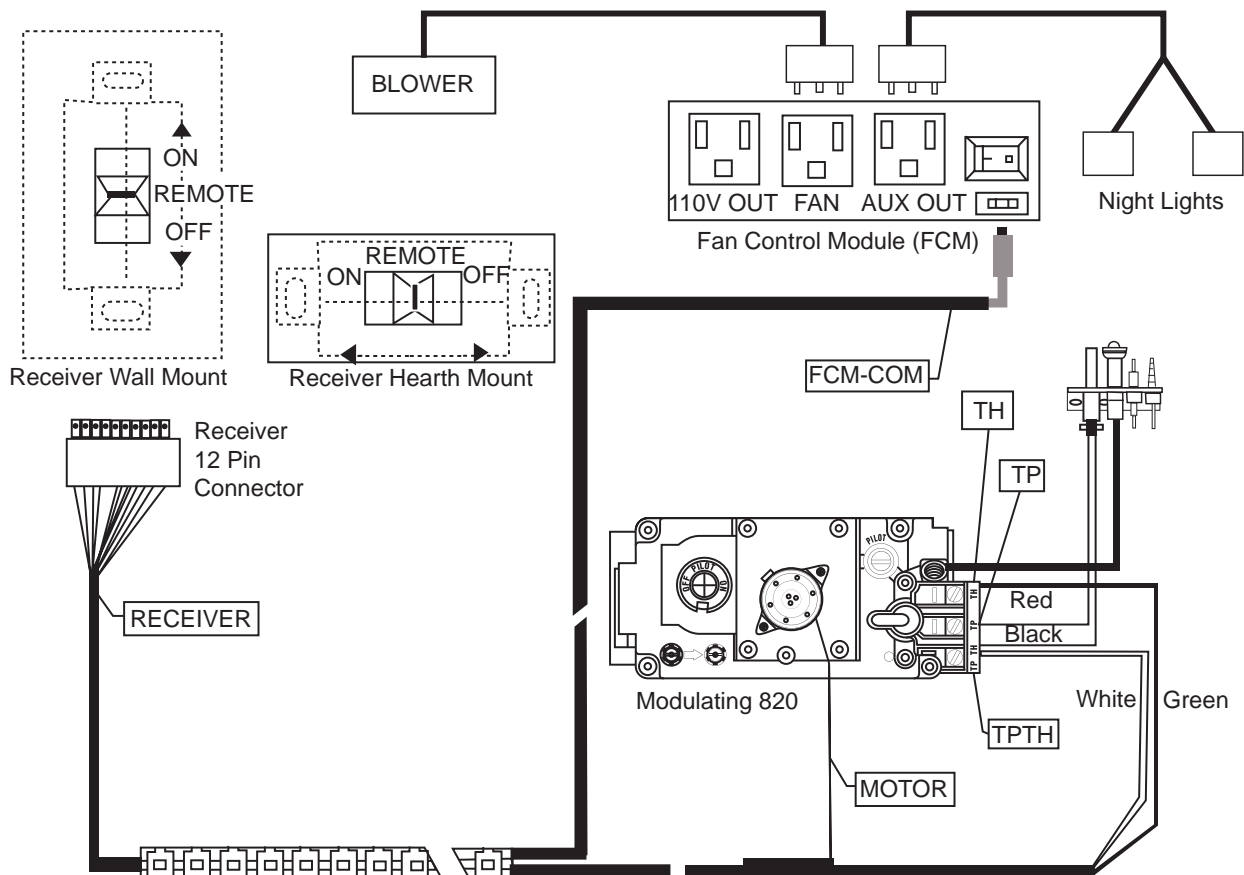 BLOWER
ON
REMOTE
OFF
Receiver Wall Mount
REMOTE
ON
OFF
Receiver Hearth Mount
110V OUT
FAN
AUX OUT
Fan Control Module (FCM)
Night Lights
FCM-COM
Receiver
12 Pin
Connector
RECEIVER
TH
TP
PILOT
OFF PILOT ON
TH
TP
TP TH
Red
Black
White
Green
Modulating 820
TPTH
MOTOR